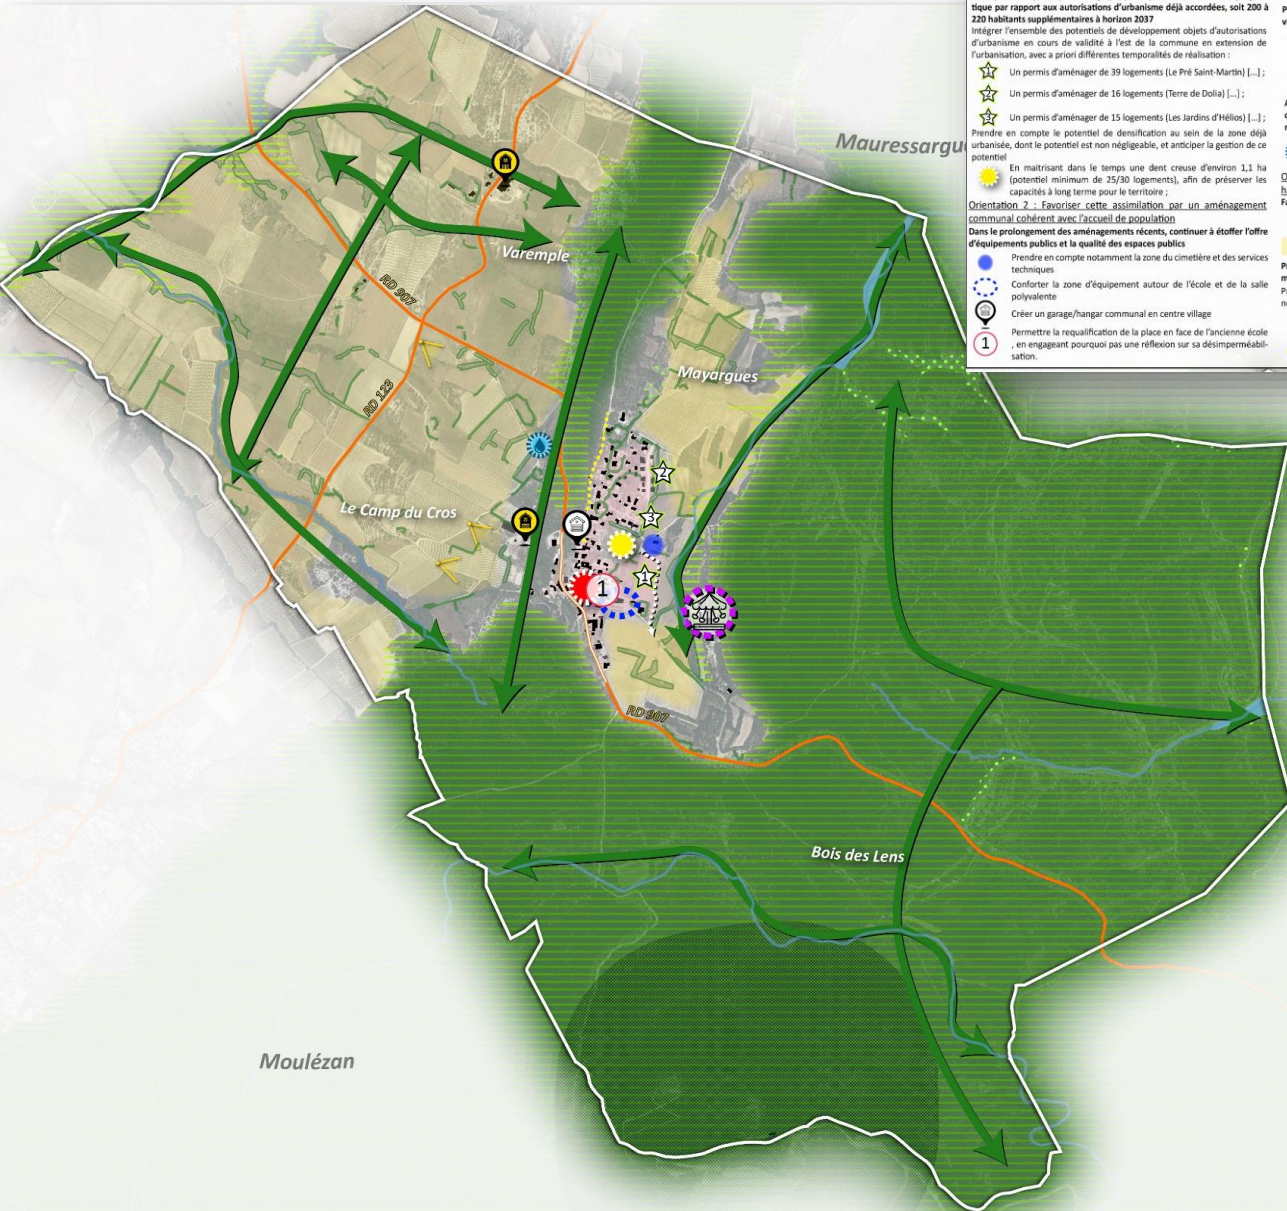 tique par rapport aux autorisations d'urbanisme déjà accordées, soit 200 à
220 habitants supplémentaires à horizon 2037
Intégrer l'ensemble des potentiels de développement objets d'autorisations
d'urbanisme en cours de validité à l'est de la commune en extension de
l'urbanisation, avec a priori différentes temporalités de réalisation :
1 Un permis d'aménager de 39 logements (Le Pré Saint-Martin) [...] ;
2 Un permis d'aménager de 16 logements (Terre de Dolia) [...] ;
3 Un permis d'aménager de 15 logements (Les Jardins d'Hélios) [...] ;
Prendre en compte le potentiel de densification au sein de la zone déjà
urbanisée, dont le potentiel est non négligeable, et anticiper la gestion de ce
potentiel
En maitrisant dans le temps une dent creuse d'environ 1,1 ha
(potentiel minimum de 25/30 logements), afin de préserver les
capacités à long terme pour le territoire ;
Orientation 2 : Favoriser cette assimilation par un aménagement
communal cohérent avec l'accueil de population
Dans le prolongement des aménagements récents, continuer à étoffer l'offre
d'équipements publics et la qualité des espaces publics
Prendre en compte notamment la zone du cimetière et des services
techniques
Conforter la zone d'équipement autour de l'école et de la salle
polyvalente
Créer un garage/hangar communal en centre village
1 Permettre la requalification de la place en face de l'ancienne école
, en engageant pourquoi pas une réflexion sur sa désimperméabil-
sation.
Mauressargu
Varemple
RD 907
Mayargues
RD 123
2
Le Camp du Cros
3
1
1
RD 907
Bois des Lens
Moulézan